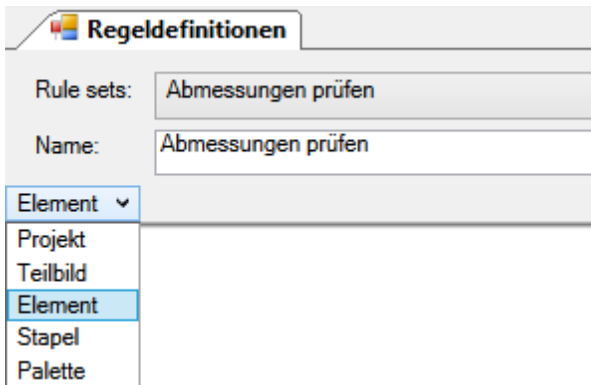 Regeldefinitionen
Rule sets: Abmessungen prüfen
Name: Abmessungen prüfen
Element
Projekt
Teilbild
Element
Stapel
Palette